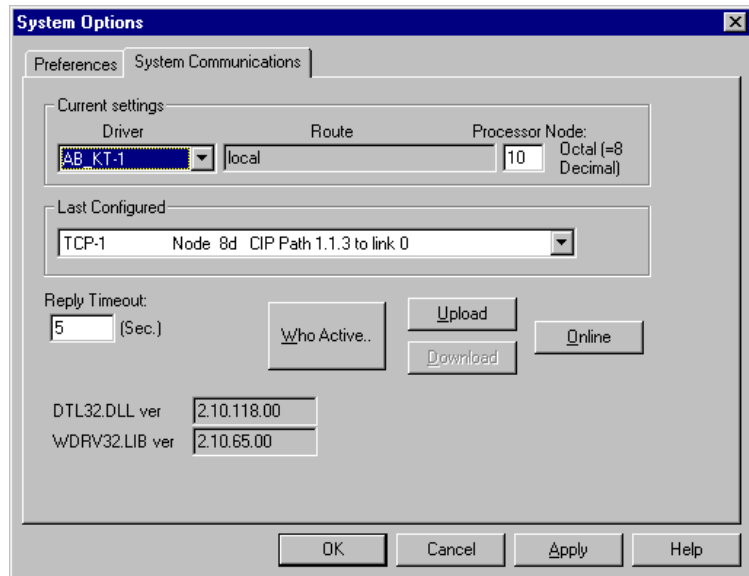 System Options
Preferences System Communications
Current settings
Driver Route Processor Node:
AB_KT-1 local 10 Octal (=8
Decimal)
Last Configured
TCP-1 Node 8d CIP Path 1.1.3 to link 0
Reply Timeout:
5 (Sec.) Who Active.. Upload
Download Online
DTL32.DLL ver 2.10.118.00
WDRV32.LIB ver 2.10.65.00
OK Cancel Apply Help